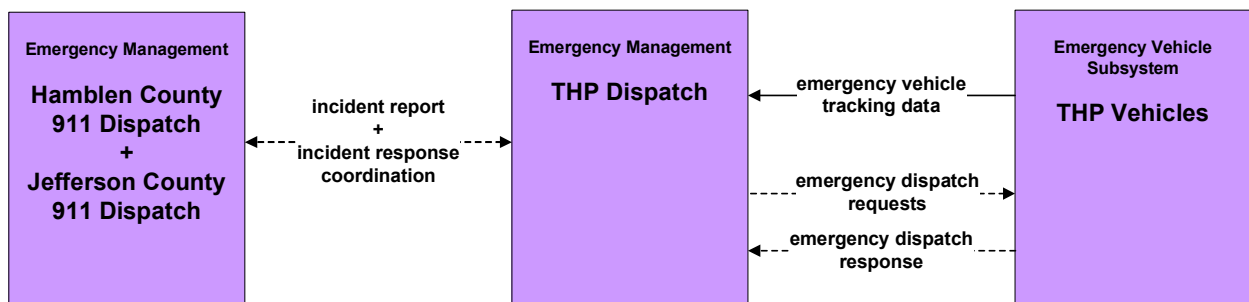 Emergency Management
Hamblen County
911 Dispatch
+
Jefferson County
911 Dispatch
incident report
+
incident response
coordination
Emergency Management
THP Dispatch
emergency vehicle
tracking data
emergency dispatch
requests
emergency dispatch
response
Emergency Vehicle
Subsystem
THP Vehicles